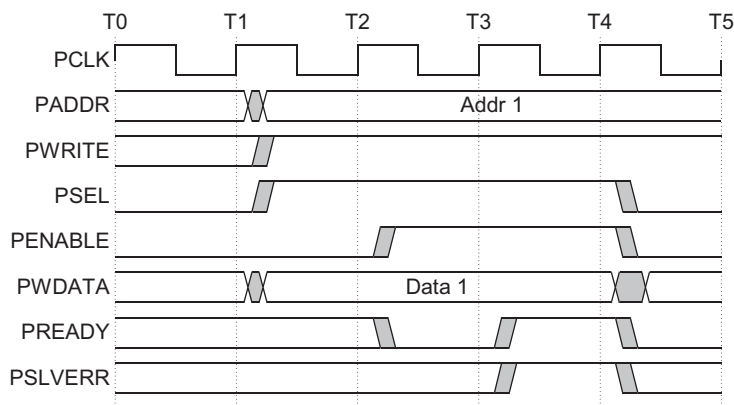 T0 T1 T2 T3 T4 T5
PCLK
PADDR Addr 1
PWRITE
PSEL
PENABLE
PWDATA Data 1
PREADY
PSLVERR